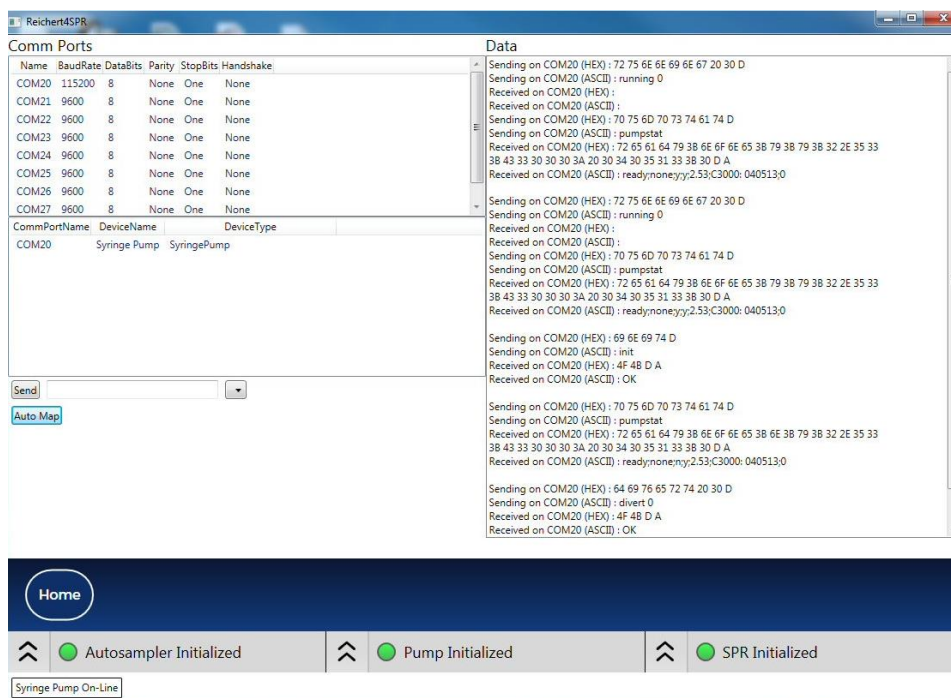 Reichert4SPR
Comm Ports
Name BaudRate DataBits Parity StopBits Handshake
COM20 115200 8 None One None
COM21 9600 8 None One None
COM22 9600 8 None One None
COM23 9600 8 None One None
COM24 9600 8 None One None
COM25 9600 8 None One None
COM26 9600 8 None One None
COM27 9600 8 None One None
CommPortName DeviceName DeviceType
COM20 Syringe Pump SyringePump
Send
Auto Map
Data
Sending on COM20 (HEX) : 72 75 6E 6E 69 6E 67 20 30 D
Sending on COM20 (ASCII) : running 0
Received on COM20 (HEX) :
Received on COM20 (ASCII) :
Sending on COM20 (HEX) : 70 75 6D 70 73 74 61 74 D
Sending on COM20 (ASCII) : pumpstat
Received on COM20 (HEX) : 72 65 61 64 79 3B 6E 6F 6E 65 3B 79 3B 79 3B 32 2E 35 33
3B 43 33 30 30 30 3A 20 30 34 30 35 31 33 3B 30 D A
Received on COM20 (ASCII) : ready;none;y;y;2.53;C3000: 040513;0
Sending on COM20 (HEX) : 72 75 6E 6E 69 6E 67 20 30 D
Sending on COM20 (ASCII) : running 0
Received on COM20 (HEX) :
Received on COM20 (ASCII) :
Sending on COM20 (HEX) : 70 75 6D 70 73 74 61 74 D
Sending on COM20 (ASCII) : pumpstat
Received on COM20 (HEX) : 72 65 61 64 79 3B 6E 6F 6E 65 3B 79 3B 79 3B 32 2E 35 33
3B 43 33 30 30 30 3A 20 30 34 30 35 31 33 3B 30 D A
Received on COM20 (ASCII) : ready;none;y;y;2.53;C3000: 040513;0
Sending on COM20 (HEX) : 69 6E 69 74 D
Sending on COM20 (ASCII) : init
Received on COM20 (HEX) : 4F 4B D A
Received on COM20 (ASCII) : OK
Sending on COM20 (HEX) : 70 75 6D 70 73 74 61 74 D
Sending on COM20 (ASCII) : pumpstat
Received on COM20 (HEX) : 72 65 61 64 79 3B 6E 6F 6E 65 3B 6E 3B 79 3B 32 2E 35 33
3B 43 33 30 30 30 3A 20 30 34 30 35 31 33 3B 30 D A
Received on COM20 (ASCII) : ready;none;n;y;2.53;C3000: 040513;0
Sending on COM20 (HEX) : 64 69 76 65 72 74 20 30 D
Sending on COM20 (ASCII) : divert 0
Received on COM20 (HEX) : 4F 4B D A
Received on COM20 (ASCII) : OK
Home
Autosampler Initialized
Pump Initialized
SPR Initialized
Syringe Pump On-Line